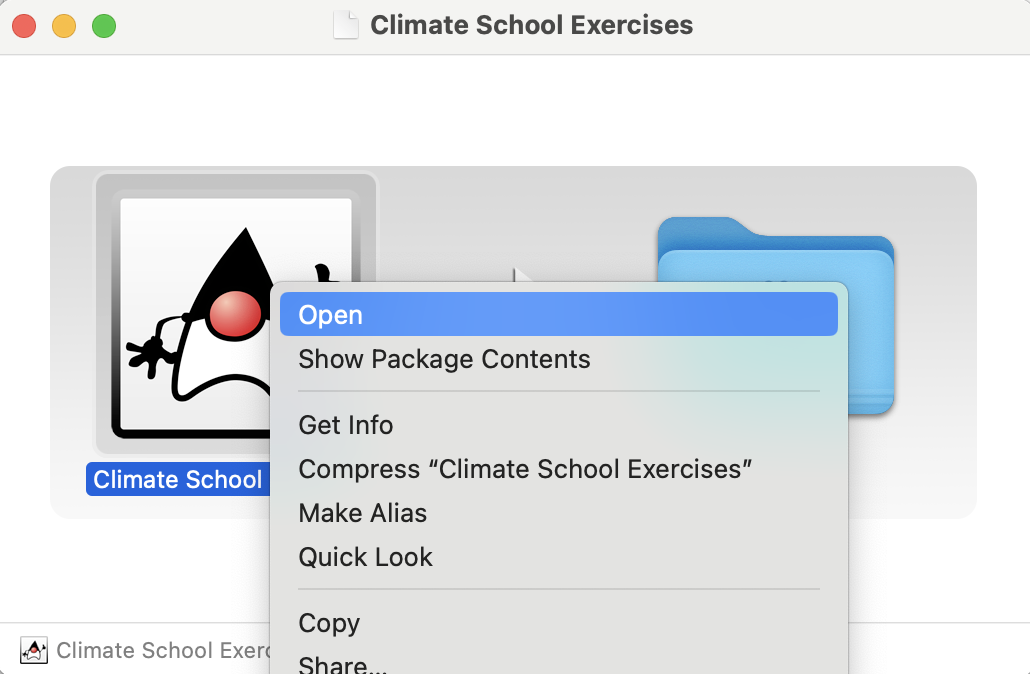 Climate School Exercises
Open
Show Package Contents
Get Info
Compress “Climate School Exercises”
Make Alias
Quick Look
Climate School
Copy
Climate School Exerc
Share...